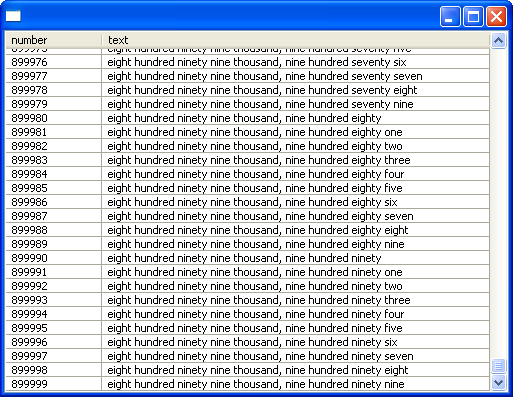 number text
899975 eight hundred ninety nine thousand, nine hundred seventy five
899976 eight hundred ninety nine thousand, nine hundred seventy six
899977 eight hundred ninety nine thousand, nine hundred seventy seven
899978 eight hundred ninety nine thousand, nine hundred seventy eight
899979 eight hundred ninety nine thousand, nine hundred seventy nine
899980 eight hundred ninety nine thousand, nine hundred eighty
899981 eight hundred ninety nine thousand, nine hundred eighty one
899982 eight hundred ninety nine thousand, nine hundred eighty two
899983 eight hundred ninety nine thousand, nine hundred eighty three
899984 eight hundred ninety nine thousand, nine hundred eighty four
899985 eight hundred ninety nine thousand, nine hundred eighty five
899986 eight hundred ninety nine thousand, nine hundred eighty six
899987 eight hundred ninety nine thousand, nine hundred eighty seven
899988 eight hundred ninety nine thousand, nine hundred eighty eight
899989 eight hundred ninety nine thousand, nine hundred eighty nine
899990 eight hundred ninety nine thousand, nine hundred ninety
899991 eight hundred ninety nine thousand, nine hundred ninety one
899992 eight hundred ninety nine thousand, nine hundred ninety two
899993 eight hundred ninety nine thousand, nine hundred ninety three
899994 eight hundred ninety nine thousand, nine hundred ninety four
899995 eight hundred ninety nine thousand, nine hundred ninety five
899996 eight hundred ninety nine thousand, nine hundred ninety six
899997 eight hundred ninety nine thousand, nine hundred ninety seven
899998 eight hundred ninety nine thousand, nine hundred ninety eight
899999 eight hundred ninety nine thousand, nine hundred ninety nine